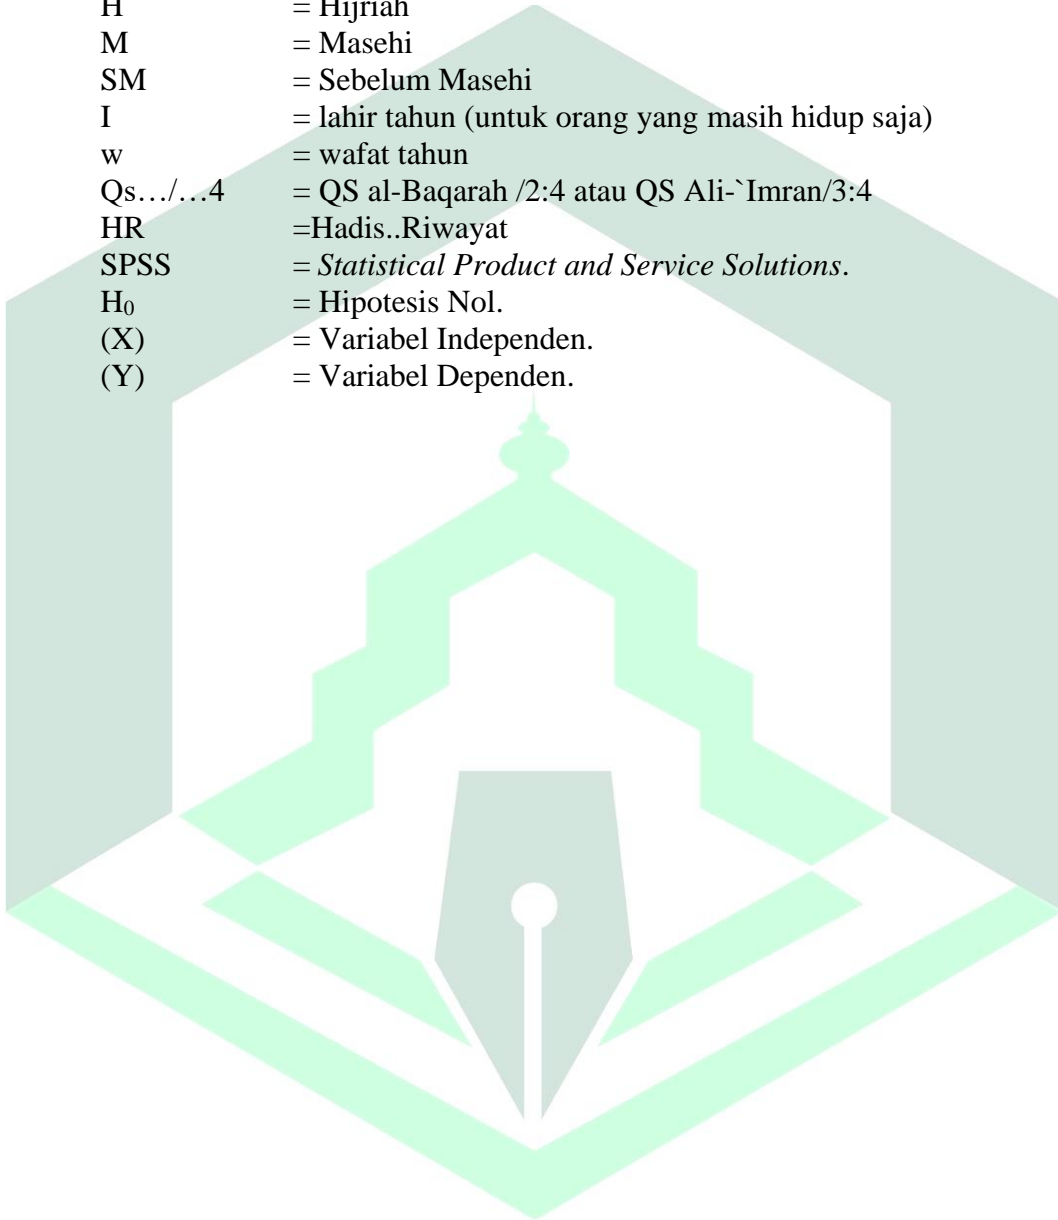 H = Hijriah
M = Masehi
SM = Sebelum Masehi
I = lahir tahun (untuk orang yang masih hidup saja)
w = wafat tahun
Qs…/…4 = QS al-Baqarah /2:4 atau QS Ali-`Imran/3:4
HR =Hadis..Riwayat
SPSS = Statistical Product and Service Solutions.
H₀ = Hipotesis Nol.
(X) = Variabel Independen.
(Y) = Variabel Dependen.